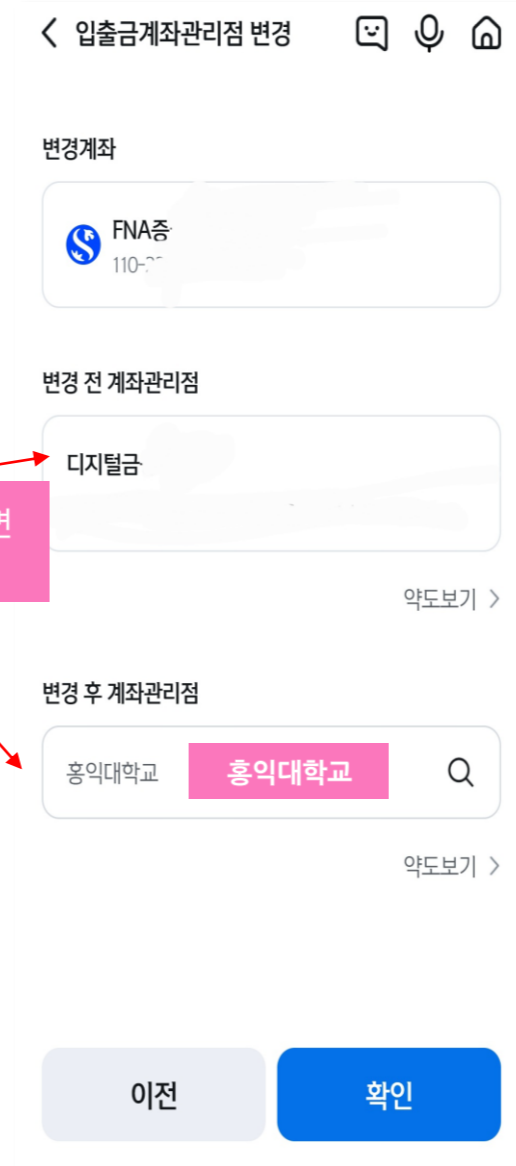 입출금계좌관리점 변경
변경계좌
FNA증
110-
변경 전 계좌관리점
디지털금
변
약도보기
변경 후 계좌관리점
홍익대학교 홍익대학교
약도보기
이전 확인